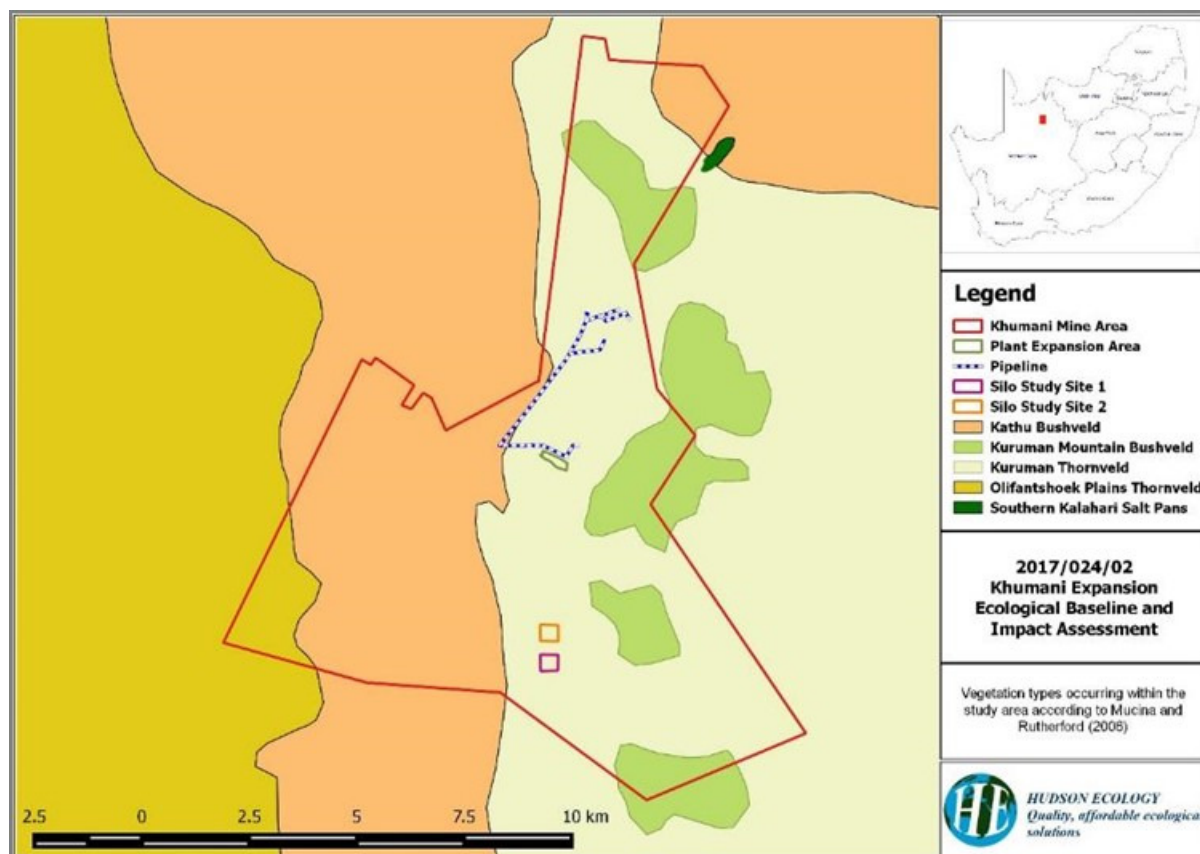 Legend
Khumani Mine Area
Plant Expansion Area
Pipeline
Silo Study Site 1
Silo Study Site 2
Kathu Bushveld
Kuruman Mountain Bushveld
Kuruman Thornveld
Olifantshoek Plains Thornveld
Southern Kalahari Salt Pans
2017/024/02
Khumani Expansion
Ecological Baseline and
Impact Assessment
Vegetation types occurring within the
study area according to Mucina and
Rutherford (2006)
HE
HUDSON ECOLOGY
Quality, affordable ecological
solutions
2.5 0 2.5 5 7.5 10 km